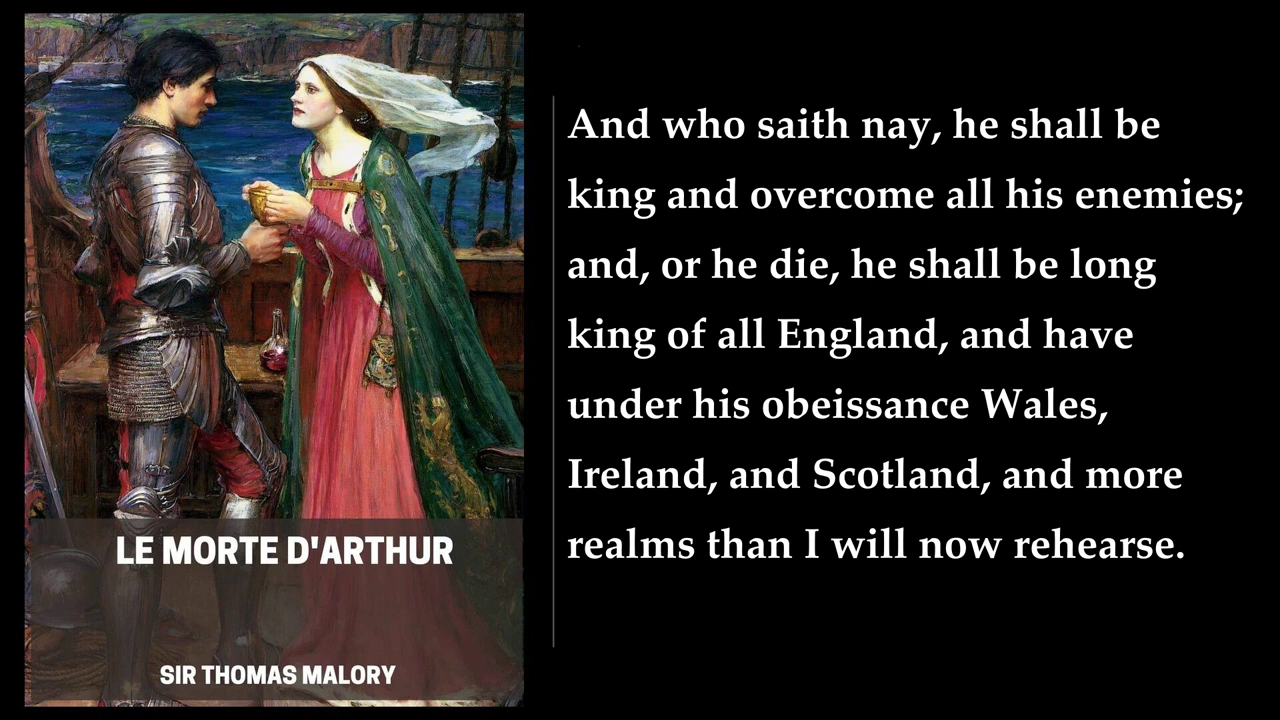 LE MORTE D'ARTHUR
SIR THOMAS MALORY
And who saith nay, he shall be
king and overcome all his enemies;
and, or he die, he shall be long
king of all England, and have
under his obeissance Wales,
Ireland, and Scotland, and more
realms than I will now rehearse.